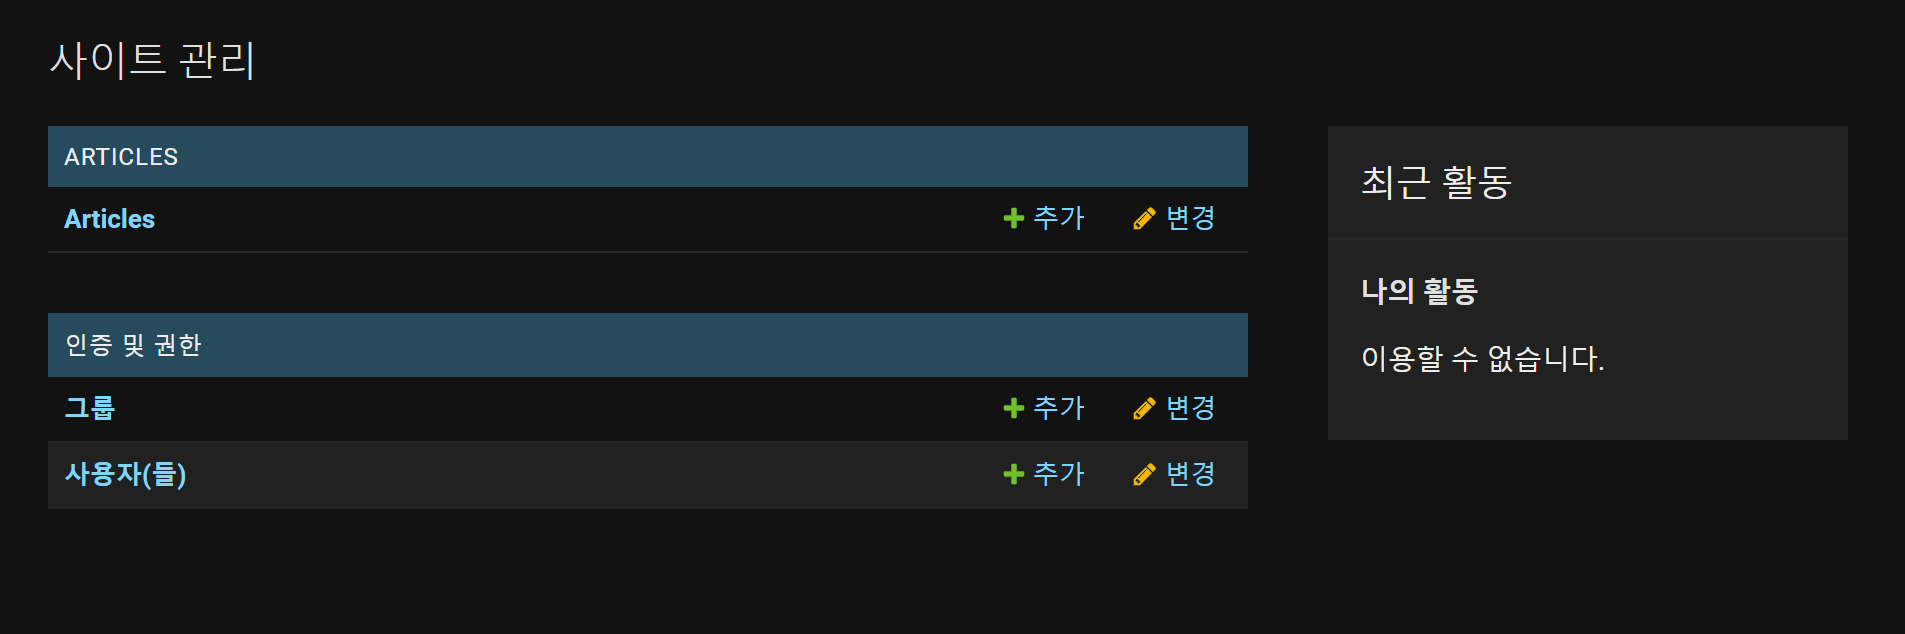 사이트 관리
ARTICLES
Articles 추가 변경
인증 및 권한
그룹 추가 변경
사용자(들) 추가 변경
최근 활동
나의 활동
이용할 수 없습니다.